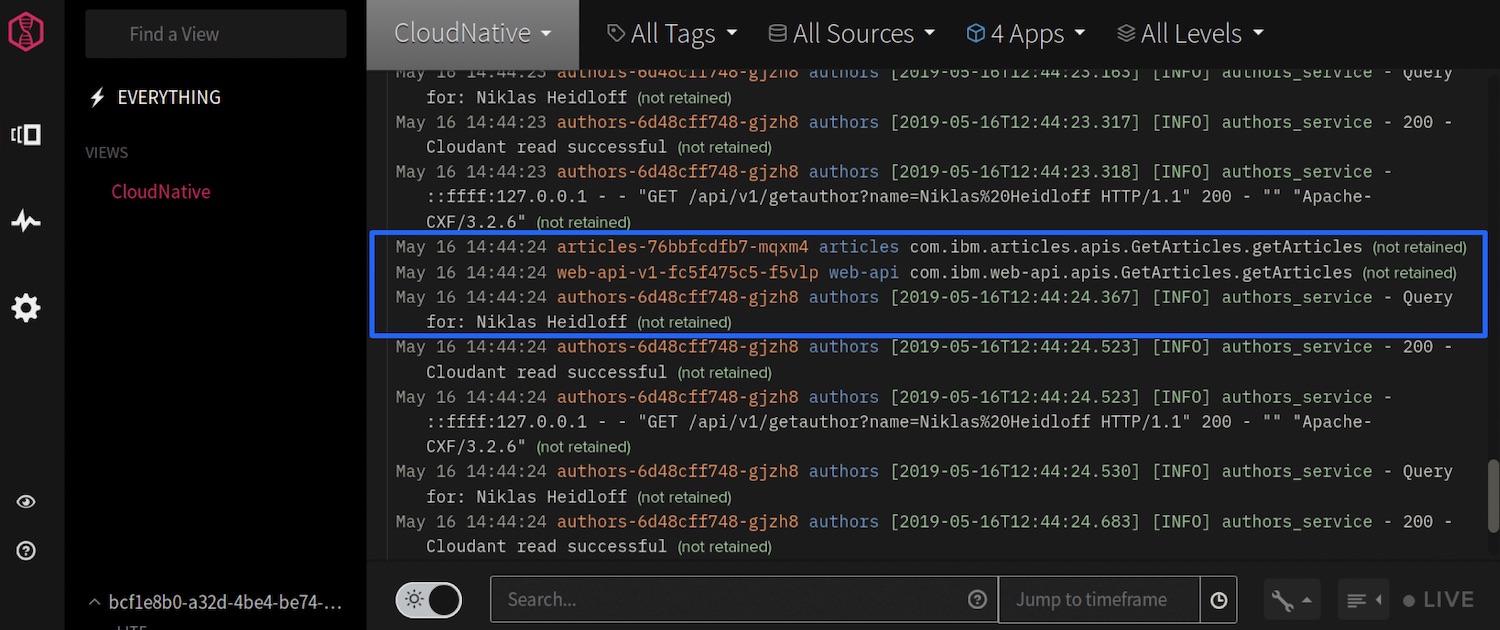 Find a View
CloudNative
All Tags
All Sources
4 Apps
All Levels
EVERYTHING
VIEWS
CloudNative
May 16 14:44:23 authors-6d48cff748-gjzh8 authors [2019-05-16T12:44:23.163] [INFO] authors_service - Query
for: Niklas Heidloff (not retained)
May 16 14:44:23 authors-6d48cff748-gjzh8 authors [2019-05-16T12:44:23.317] [INFO] authors_service - 200 -
Cloudant read successful (not retained)
May 16 14:44:23 authors-6d48cff748-gjzh8 authors [2019-05-16T12:44:23.318] [INFO] authors_service -
::ffff:127.0.0.1 - - "GET /api/v1/getauthor?name=Niklas%20Heidloff HTTP/1.1" 200 - "" "Apache-
CXF/3.2.6" (not retained)
May 16 14:44:24 articles-76bbfcdfb7-mqxm4 articles com.ibm.articles.apis.GetArticles.getArticles (not retained)
May 16 14:44:24 web-api-v1-fc5f475c5-f5vlp web-api com.ibm.web-api.apis.GetArticles.getArticles (not retained)
May 16 14:44:24 authors-6d48cff748-gjzh8 authors [2019-05-16T12:44:24.367] [INFO] authors_service - Query
for: Niklas Heidloff (not retained)
May 16 14:44:24 authors-6d48cff748-gjzh8 authors [2019-05-16T12:44:24.523] [INFO] authors_service - 200 -
Cloudant read successful (not retained)
May 16 14:44:24 authors-6d48cff748-gjzh8 authors [2019-05-16T12:44:24.523] [INFO] authors_service -
::ffff:127.0.0.1 - - "GET /api/v1/getauthor?name=Niklas%20Heidloff HTTP/1.1" 200 - "" "Apache-
CXF/3.2.6" (not retained)
May 16 14:44:24 authors-6d48cff748-gjzh8 authors [2019-05-16T12:44:24.530] [INFO] authors_service - Query
for: Niklas Heidloff (not retained)
May 16 14:44:24 authors-6d48cff748-gjzh8 authors [2019-05-16T12:44:24.683] [INFO] authors_service - 200 -
Cloudant read successful (not retained)
bcf1e8b0-a32d-4be4-be74-...
LITE
Search...
Jump to timeframe
LIVE